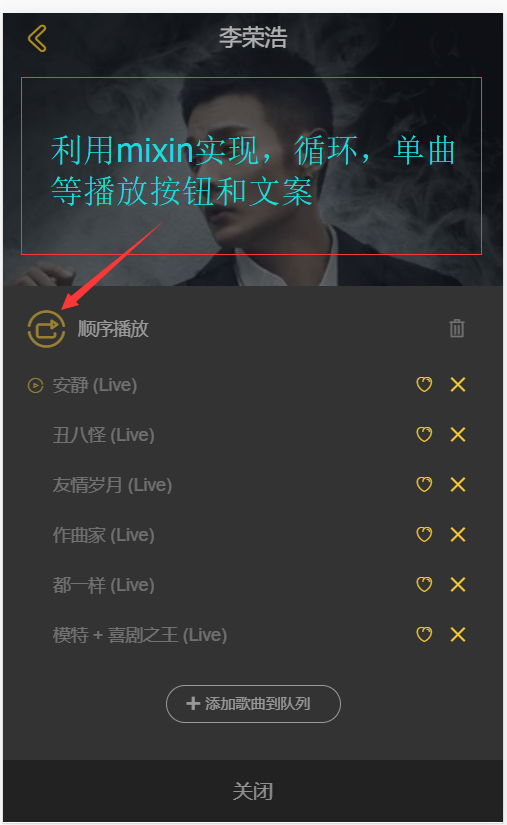 李荣浩
利用mixin实现，循环，单曲
等播放按钮和文案
顺序播放
安静 (Live)
丑八怪 (Live)
友情岁月 (Live)
作曲家 (Live)
都一样 (Live)
模特 + 喜剧之王 (Live)
添加歌曲到队列
关闭